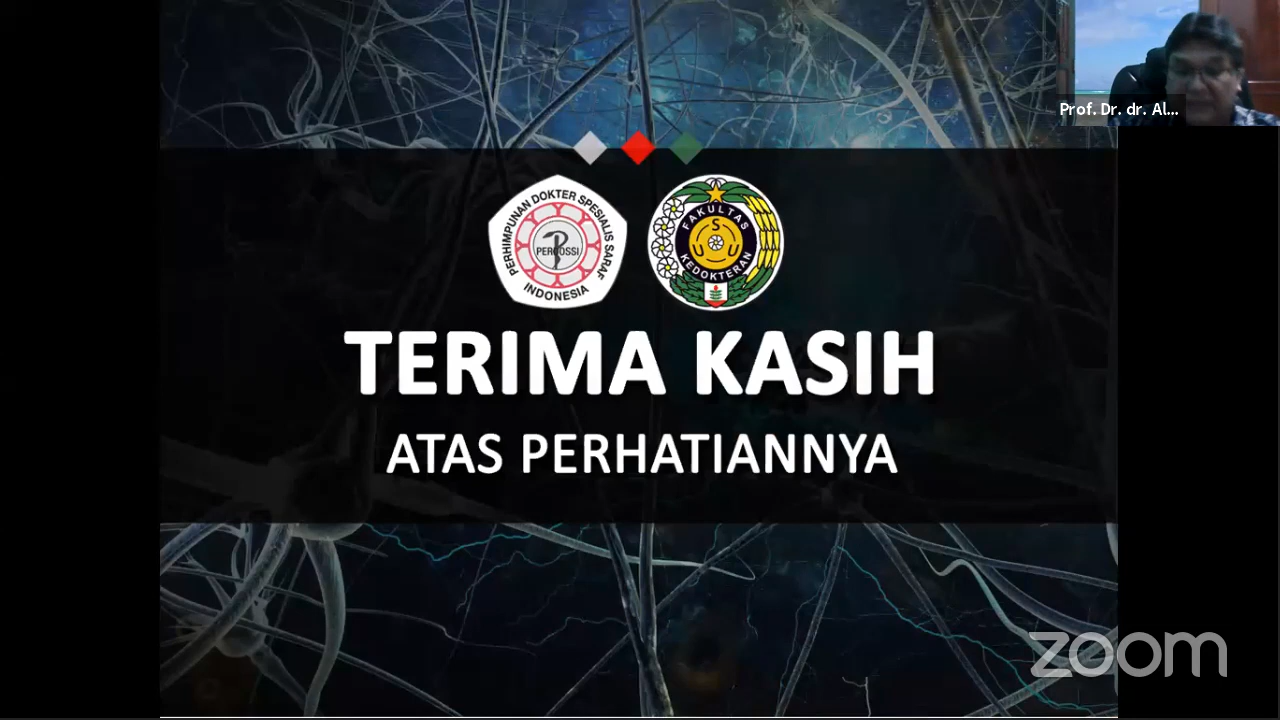 Prof. Dr. dr. Al...
PERHIMPUNAN DOKTER SPESIALIS SARAF
INDONESIA
PERDOSSI
FAKULTAS
KEDOKTERAN
U S U
TERIMA KASIH
ATAS PERHATIANNYA
zoom